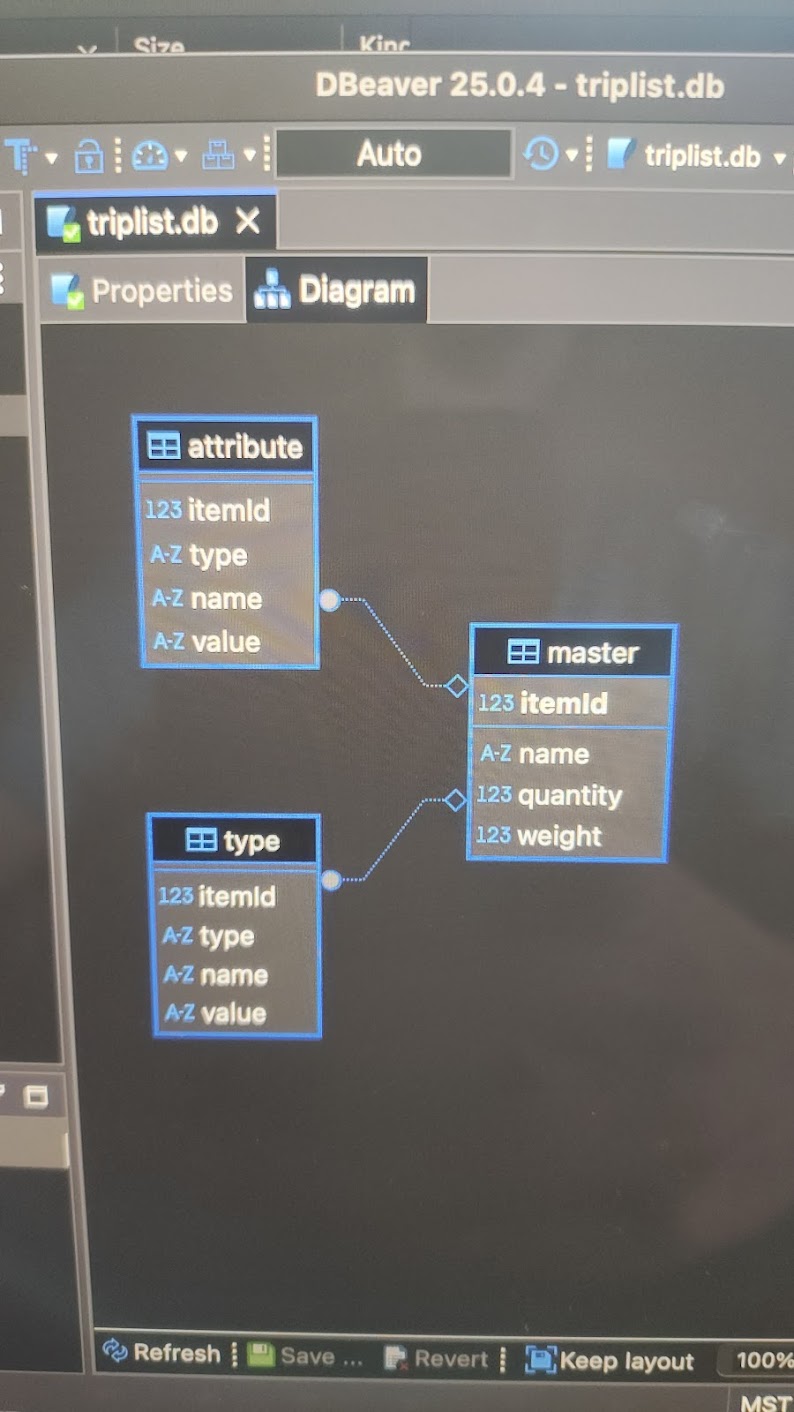 Size Kind
DBeaver 25.0.4 - triplist.db
Auto triplist.db
triplist.db
Properties Diagram
attribute
123 itemId
A-Z type
A-Z name
A-Z value
master
123 itemId
A-Z name
123 quantity
123 weight
type
123 itemId
A-Z type
A-Z name
A-Z value
Refresh Save ... Revert Keep layout 100%
MST